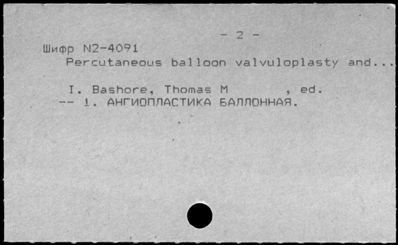 - 2 -
Шифр N2-4091
Percutaneous balloon valvuloplasty and...
I. Bashore, Thomas M , ed.
-- 1. АНГИОПЛАСТИКА БАЛЛОННАЯ.